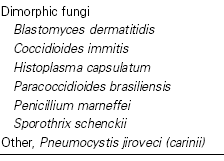 Dimorphic fungi
Blastomyces dermatitidis
Coccidioides immitis
Histoplasma capsulatum
Paracoccidioides brasiliensis
Penicillium marneffei
Sporothrix schenckii
Other, Pneumocystis jiroveci (carinii)